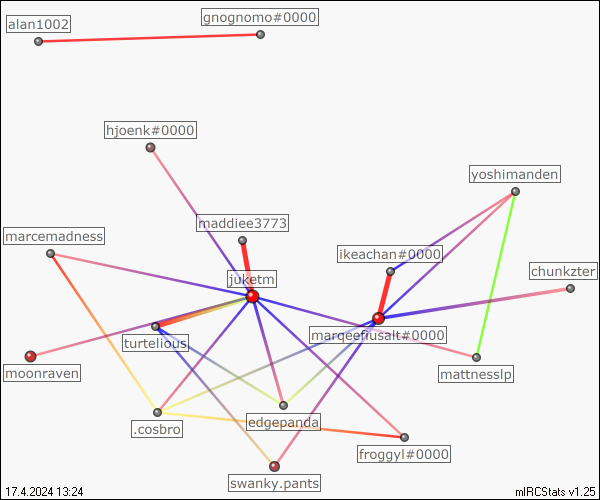 gnognomo#0000
alan1002
hjoenk#0000
yoshimanden
maddiee3773
marcemadness
ikeachan#0000
chunkzter
juketm
marqeefiusalt#0000
turtelious
moonraven
mattnesslp
edgepanda
.cosbro
froggyl#0000
swanky.pants
17.4.2024 13:24
mIRCStats v1.25